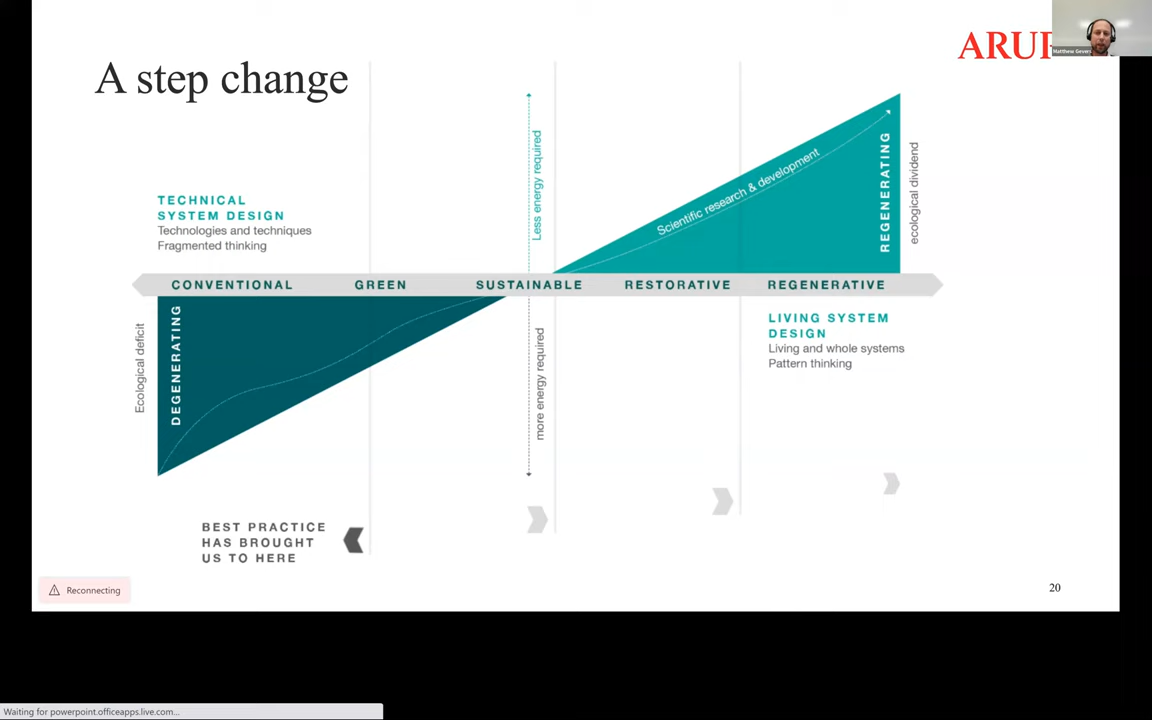 A step change
ARUP
Matthew Gever
TECHNICAL
SYSTEM DESIGN
Technologies and techniques
Fragmented thinking
Less energy required
Scientific research & development
REGENERATING
ecological dividend
CONVENTIONAL GREEN SUSTAINABLE RESTORATIVE REGENERATIVE
Ecological deficit
DEGENERATING
more energy required
LIVING SYSTEM
DESIGN
Living and whole systems
Pattern thinking
BEST PRACTICE
HAS BROUGHT
US TO HERE
Reconnecting
20
Waiting for powerpoint.officeapps.live.com...